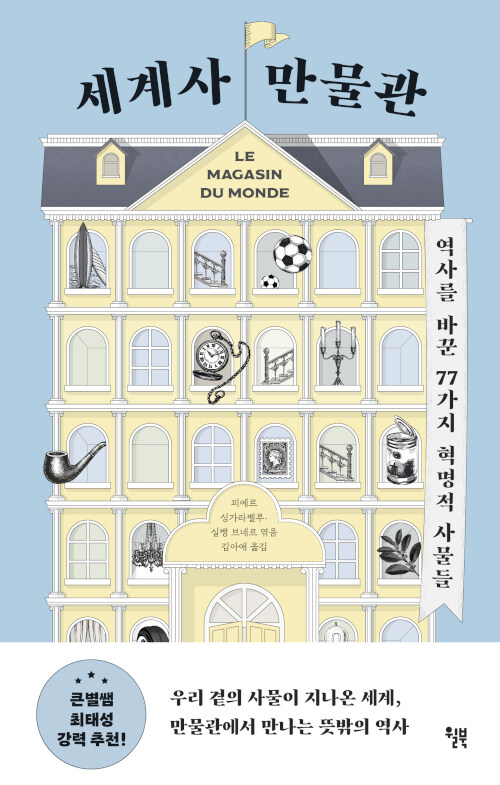 세계사 만물관
LE
MAGASIN
DU MONDE
역사를 바꾼 77가지 혁명적 사물들
피에르
싱가라벨루·
실뱅 브네르 엮음
김아애 옮김
큰별쌤
최태성
강력 추천!
우리 곁의 사물이 지나온 세계,
만물관에서 만나는 뜻밖의 역사
윌북